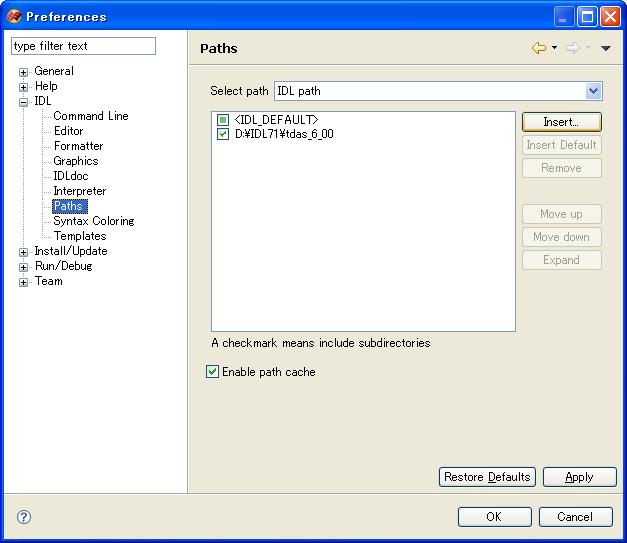 Preferences
type filter text
General
Help
IDL
Command Line
Editor
Formatter
Graphics
IDLdoc
Interpreter
Paths
Syntax Coloring
Templates
Install/Update
Run/Debug
Team
Paths
Select path IDL path
<IDL_DEFAULT>
D:¥IDL71¥tdas_6_00
Insert...
Insert Default
Remove
Move up
Move down
Expand
A checkmark means include subdirectories
Enable path cache
Restore Defaults Apply
? OK Cancel